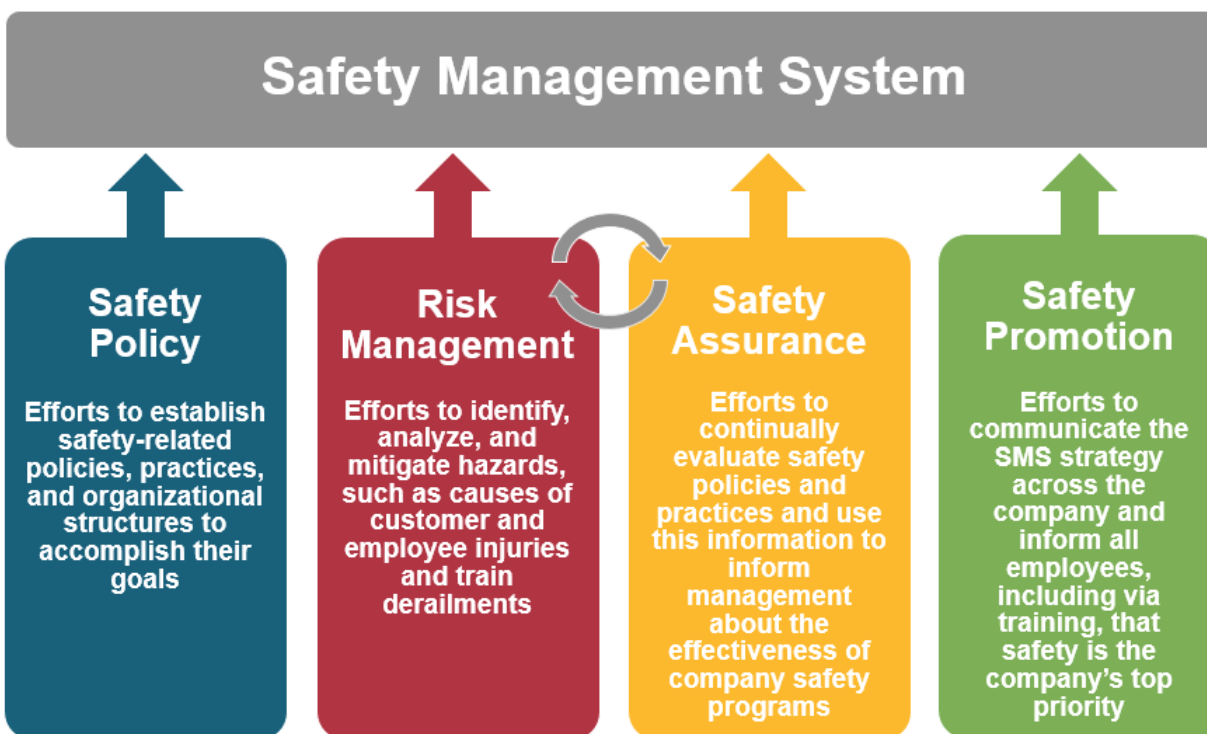 Safety Management System
Safety
Policy
Efforts to establish
safety-related
policies, practices,
and organizational
structures to
accomplish their
goals
Risk
Management
Efforts to identify,
analyze, and
mitigate hazards,
such as causes of
customer and
employee injuries
and train
derailments
Safety
Assurance
Efforts to
continually
evaluate safety
policies and
practices and use
this information to
inform
management
about the
effectiveness of
company safety
programs
Safety
Promotion
Efforts to
communicate the
SMS strategy
across the
company and
inform all
employees,
including via
training, that
safety is the
company's top
priority